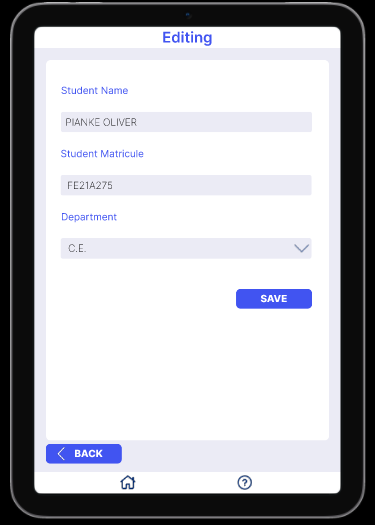 Editing
Student Name
PIANKE OLIVER
Student Matricule
FE21A275
Department
C.E.
SAVE
BACK
?